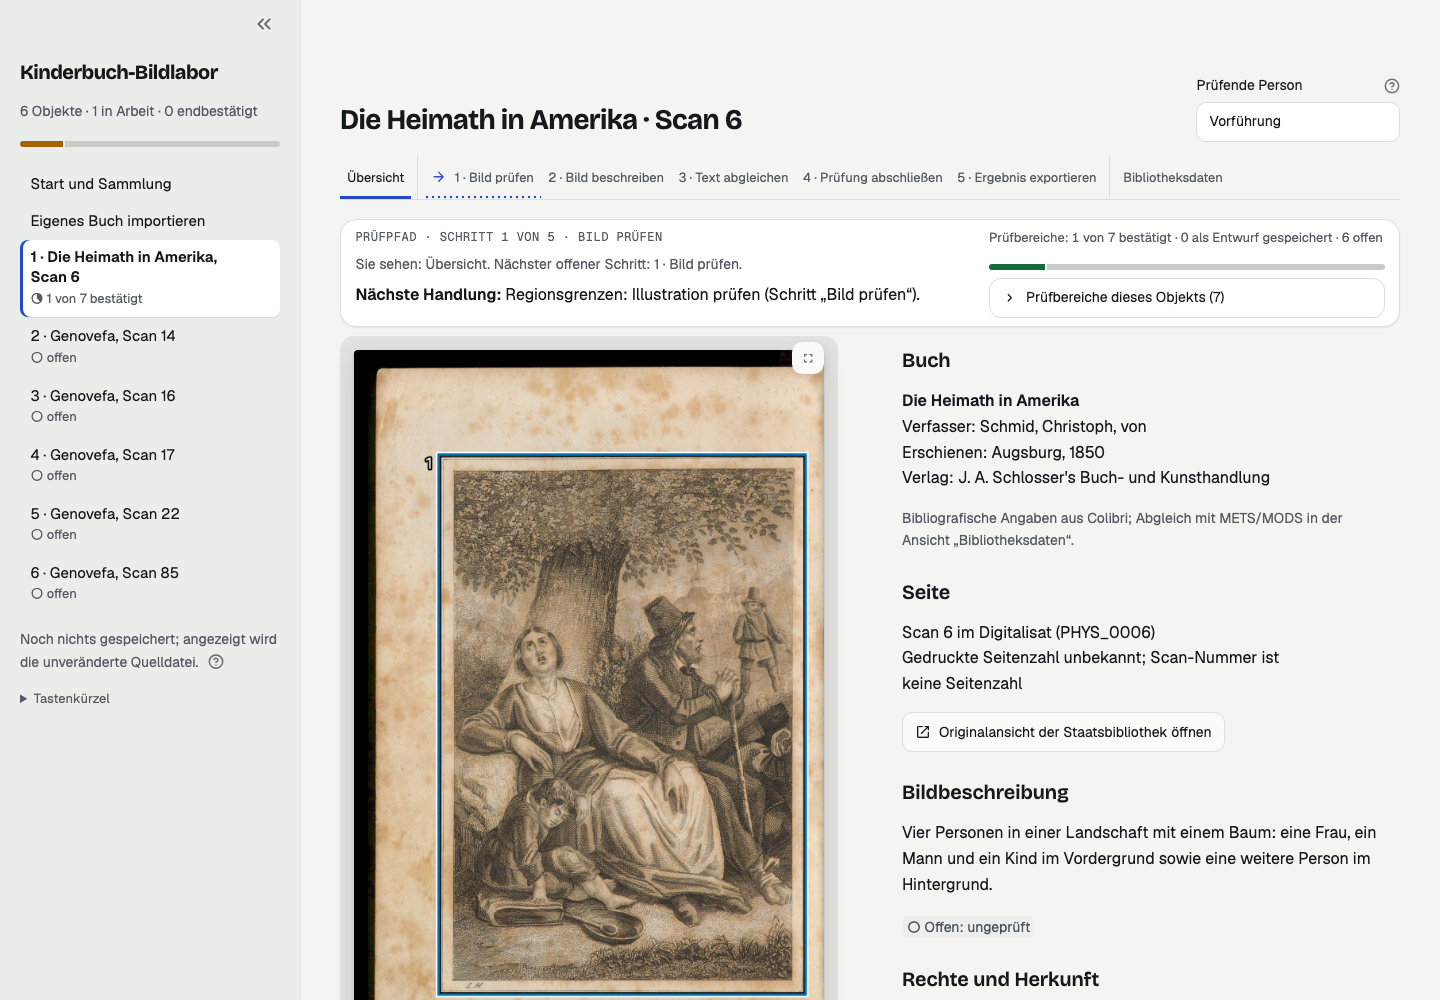 Kinderbuch-Bildlabor
6 Objekte · 1 in Arbeit · 0 endbestätigt
Start und Sammlung
Eigenes Buch importieren
1 · Die Heimath in Amerika,
Scan 6
1 von 7 bestätigt
2 · Genovefa, Scan 14
offen
3 · Genovefa, Scan 16
offen
4 · Genovefa, Scan 17
offen
5 · Genovefa, Scan 22
offen
6 · Genovefa, Scan 85
offen
Noch nichts gespeichert; angezeigt wird
die unveränderte Quelldatei.
Tastenkürzel
Die Heimath in Amerika · Scan 6
Prüfende Person
Vorführung
Übersicht
1 · Bild prüfen
2 · Bild beschreiben
3 · Text abgleichen
4 · Prüfung abschließen
5 · Ergebnis exportieren
Bibliotheksdaten
PRÜFPFAD · SCHRITT 1 VON 5 · BILD PRÜFEN
Sie sehen: Übersicht. Nächster offener Schritt: 1 · Bild prüfen.
Nächste Handlung: Regionsgrenzen: Illustration prüfen (Schritt „Bild prüfen“).
Prüfbereiche: 1 von 7 bestätigt · 0 als Entwurf gespeichert · 6 offen
Prüfbereiche dieses Objekts (7)
1
L H
Buch
Die Heimath in Amerika
Verfasser: Schmid, Christoph, von
Erschienen: Augsburg, 1850
Verlag: J. A. Schlosser's Buch- und Kunsthandlung
Bibliografische Angaben aus Colibri; Abgleich mit METS/MODS in der
Ansicht „Bibliotheksdaten“.
Seite
Scan 6 im Digitalisat (PHYS_0006)
Gedruckte Seitenzahl unbekannt; Scan-Nummer ist
keine Seitenzahl
Originalansicht der Staatsbibliothek öffnen
Bildbeschreibung
Vier Personen in einer Landschaft mit einem Baum: eine Frau, ein
Mann und ein Kind im Vordergrund sowie eine weitere Person im
Hintergrund.
Offen: ungeprüft
Rechte und Herkunft